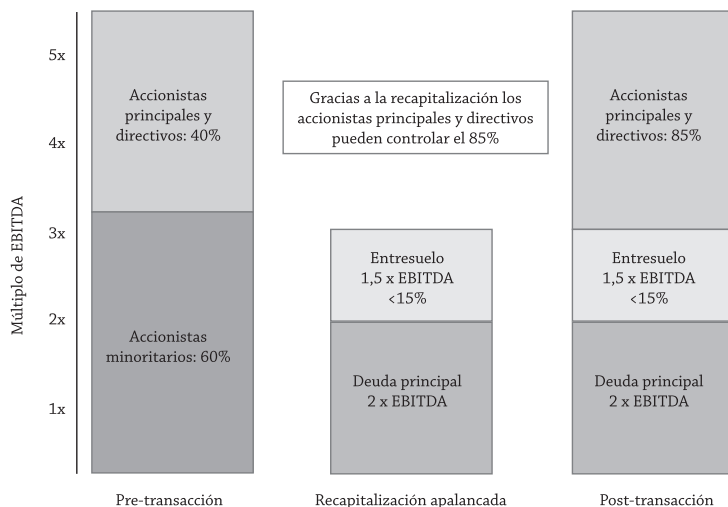 5x
4x
3x
2x
1x
Múltiplo de EBITDA
Accionistas
principales y
directivos: 40%
Accionistas
minoritarios: 60%
Pre-transacción
Gracias a la recapitalización los
accionistas principales y directivos
pueden controlar el 85%
Entresuelo
1,5 x EBITDA
<15%
Deuda principal
2 x EBITDA
Recapitalización apalancada
Accionistas
principales y
directivos: 85%
Entresuelo
1,5 x EBITDA
<15%
Deuda principal
2 x EBITDA
Post-transacción